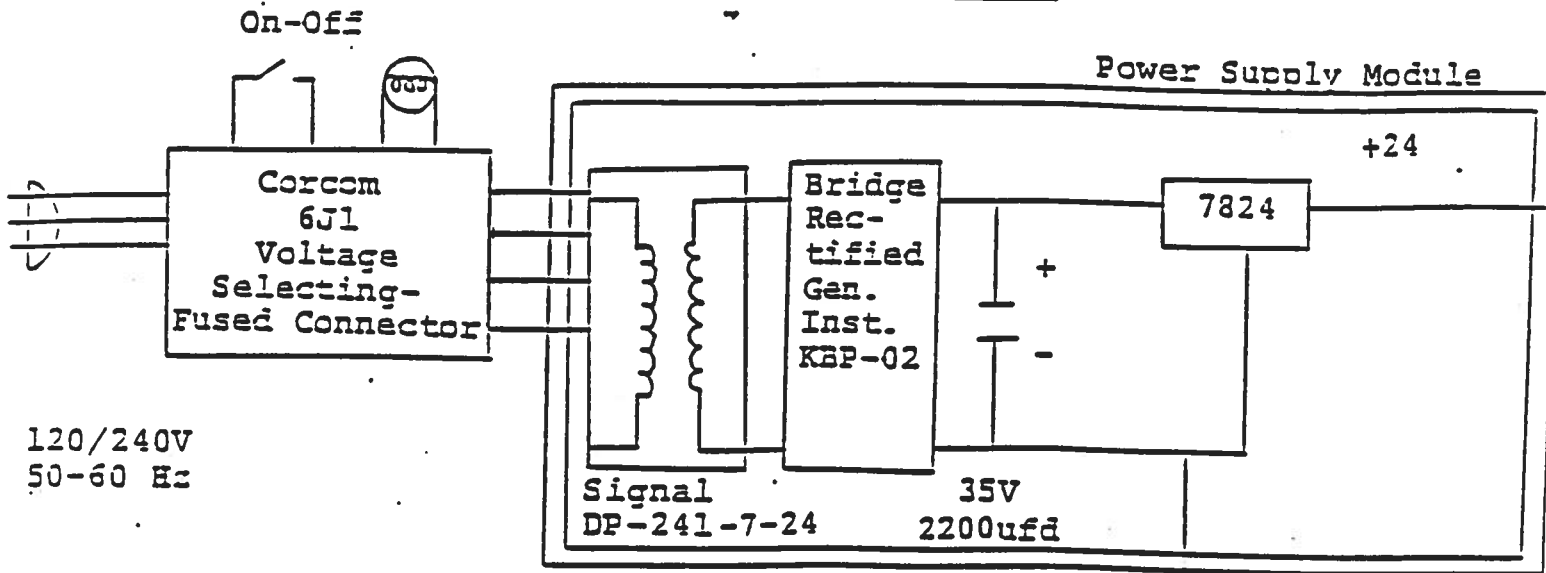 On-Off
Power Supply Module
+24
Corcom
6J1
Voltage
Selecting-
Fused Connector
Bridge
Rec-
tified
Gen.
Inst.
KBP-02
7824
+
-
120/240V
50-60 Hz
Signal
DP-241-7-24
35V
2200ufd